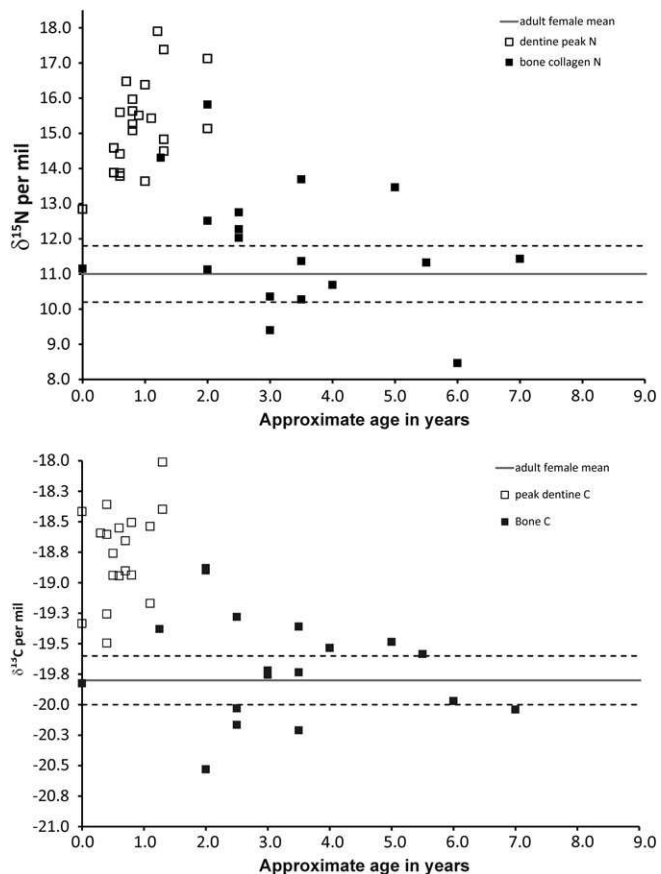 18.0
adult female mean
17.0
dentine peak N
bone collagen N
16.0
15.0
14.0
13.0
12.0
11.0
10.0
9.0
8.0
δ15N per mil
0.0 1.0 2.0 3.0 4.0 5.0 6.0 7.0 8.0 9.0
Approximate age in years
-18.0
adult female mean
-18.3
peak dentine C
-18.5
Bone C
-18.8
-19.0
-19.3
-19.5
-19.8
-20.0
-20.3
-20.5
-20.8
-21.0
δ13C per mil
0.0 1.0 2.0 3.0 4.0 5.0 6.0 7.0 8.0 9.0
Approximate age in years